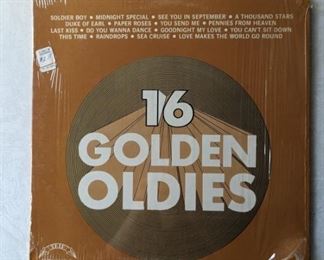 SOLDIER BOY • MIDNIGHT SPECIAL • SEE YOU IN SEPTEMBER • A THOUSAND STARS
DUKE OF EARL • PAPER ROSES • YOU SEND ME • PENNIES FROM HEAVEN
LAST KISS • DO YOU WANNA DANCE • GOODNIGHT MY LOVE • YOU CAN'T SIT DOWN
THIS TIME • RAINDROPS • SEA CRUISE • LOVE MAKES THE WORLD GO ROUND
16
GOLDEN
OLDIES